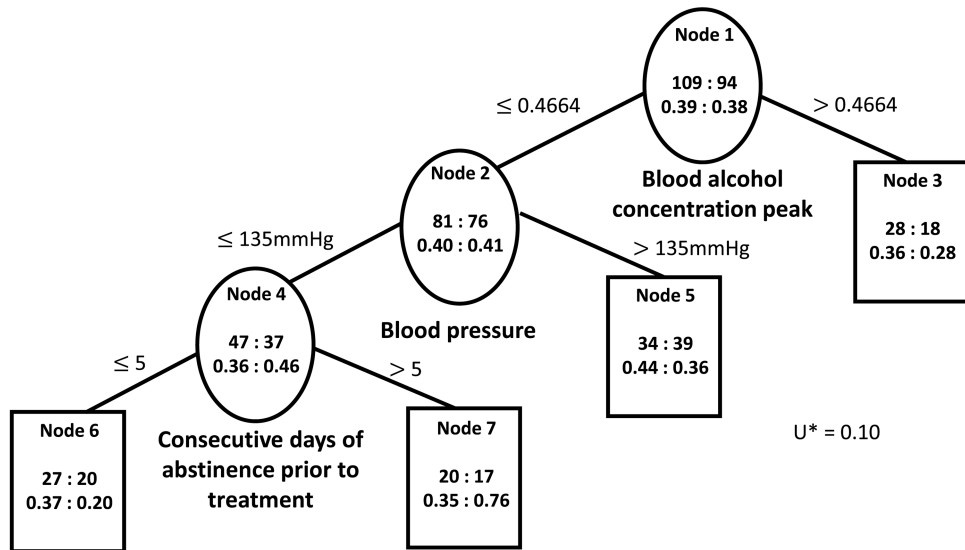 Node 1
109 : 94
0.39 : 0.38
≤ 0.4664
> 0.4664
Blood alcohol
concentration peak
Node 2
81 : 76
0.40 : 0.41
Node 3
28 : 18
0.36 : 0.28
≤ 135mmHg
> 135mmHg
Blood pressure
Node 4
47 : 37
0.36 : 0.46
Node 5
34 : 39
0.44 : 0.36
≤ 5
> 5
Consecutive days of
abstinence prior to
treatment
Node 6
27 : 20
0.37 : 0.20
Node 7
20 : 17
0.35 : 0.76
U* = 0.10